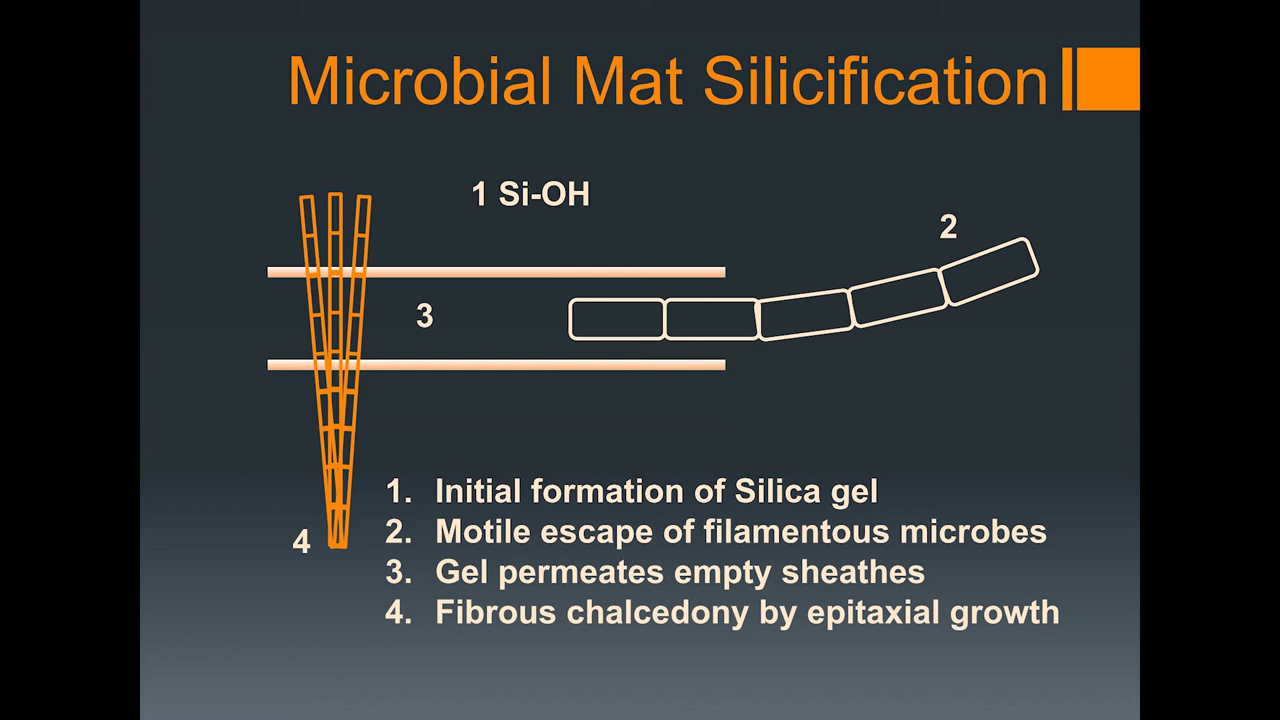 Microbial Mat Silicification
1 Si-OH
2
3
4
1. Initial formation of Silica gel
2. Motile escape of filamentous microbes
3. Gel permeates empty sheathes
4. Fibrous chalcedony by epitaxial growth